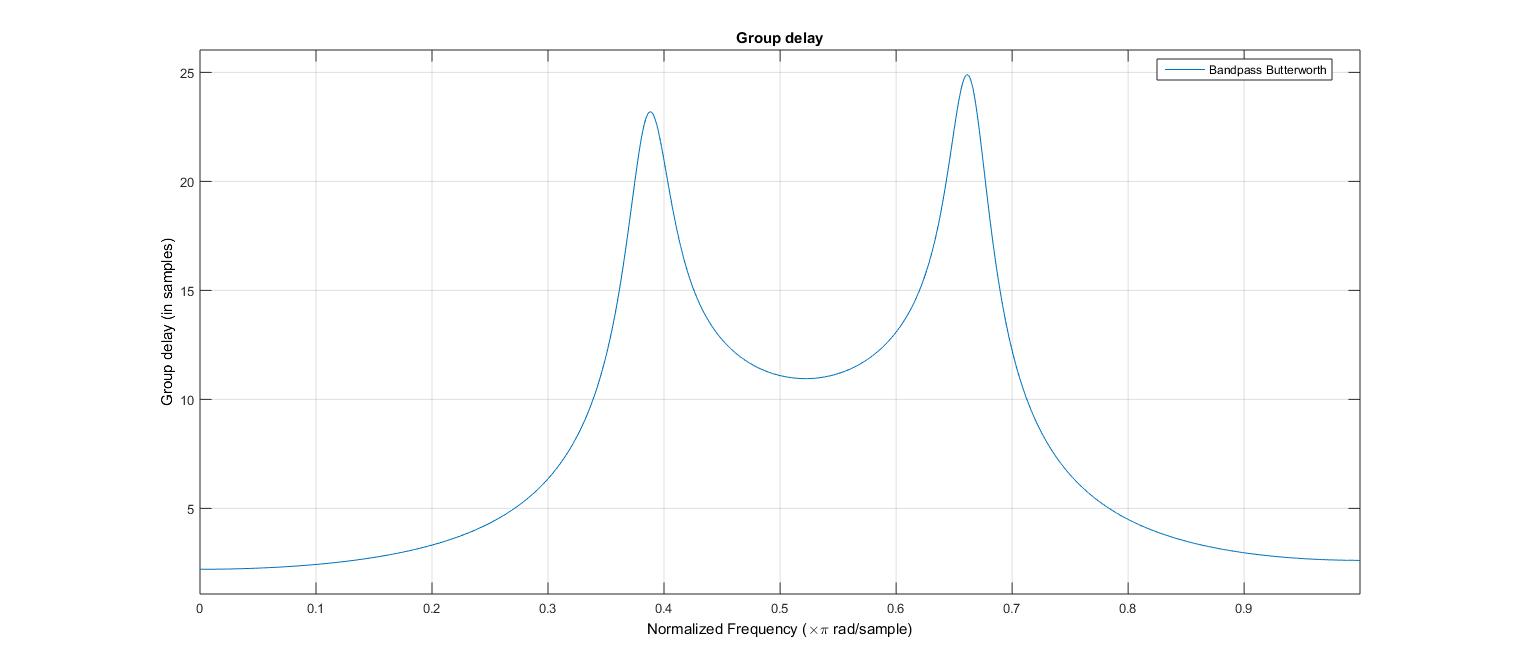 Group delay
Bandpass Butterworth
25
20
15
10
5
Group delay (in samples)
0 0.1 0.2 0.3 0.4 0.5 0.6 0.7 0.8 0.9
Normalized Frequency (×π rad/sample)